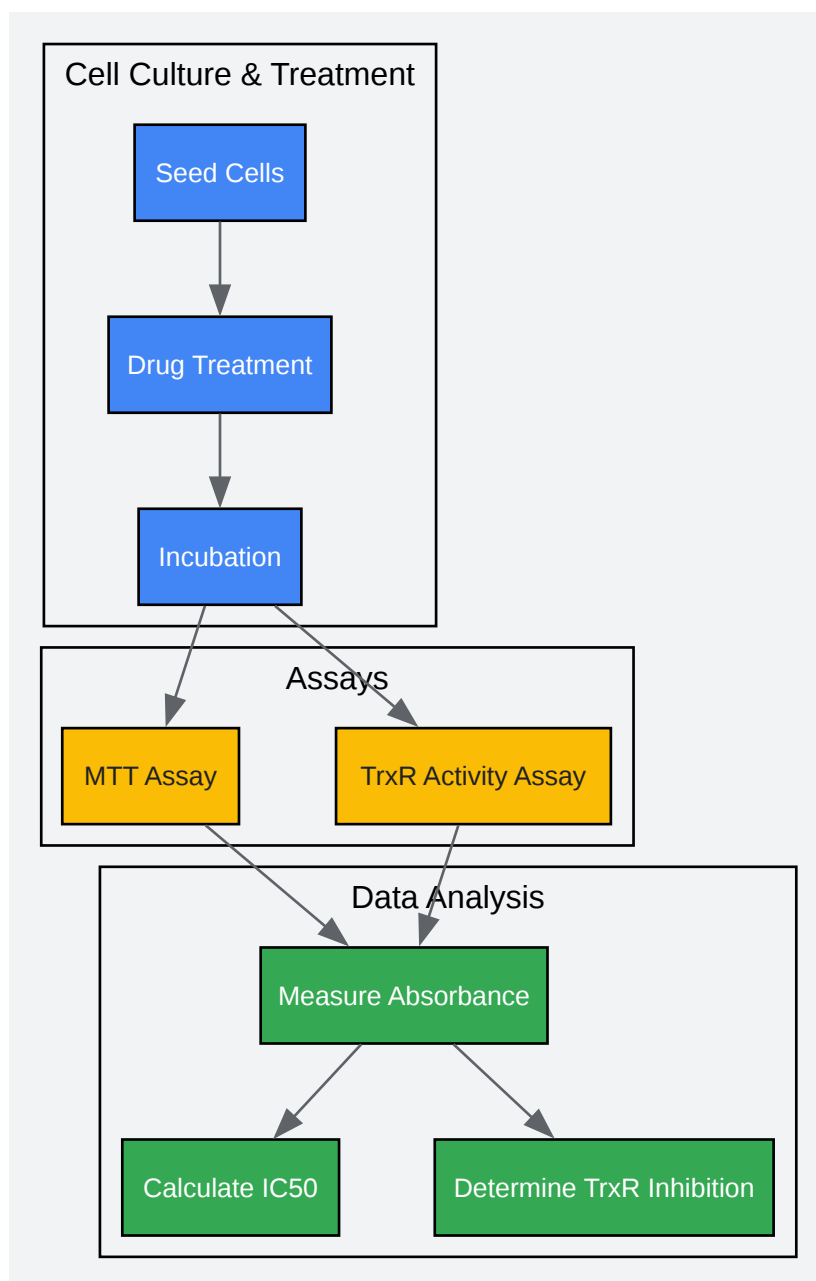 Cell Culture & Treatment
Seed Cells
Drug Treatment
Incubation
Assays
MTT Assay
TrxR Activity Assay
Data Analysis
Measure Absorbance
Calculate IC50
Determine TrxR Inhibition